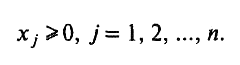 x_j ⩾ 0, j = 1, 2, ..., n.